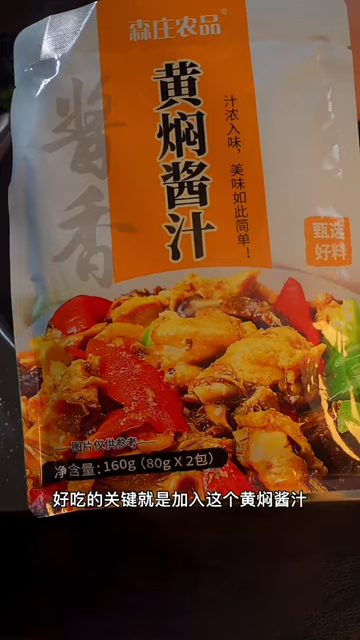 森庄农品®
酱香
黄焖酱汁
汁浓入味，美味如此简单！
甄选
好料
图片仅供参考
净含量：160g（80g X 2包）
好吃的关键就是加入这个黄焖酱汁